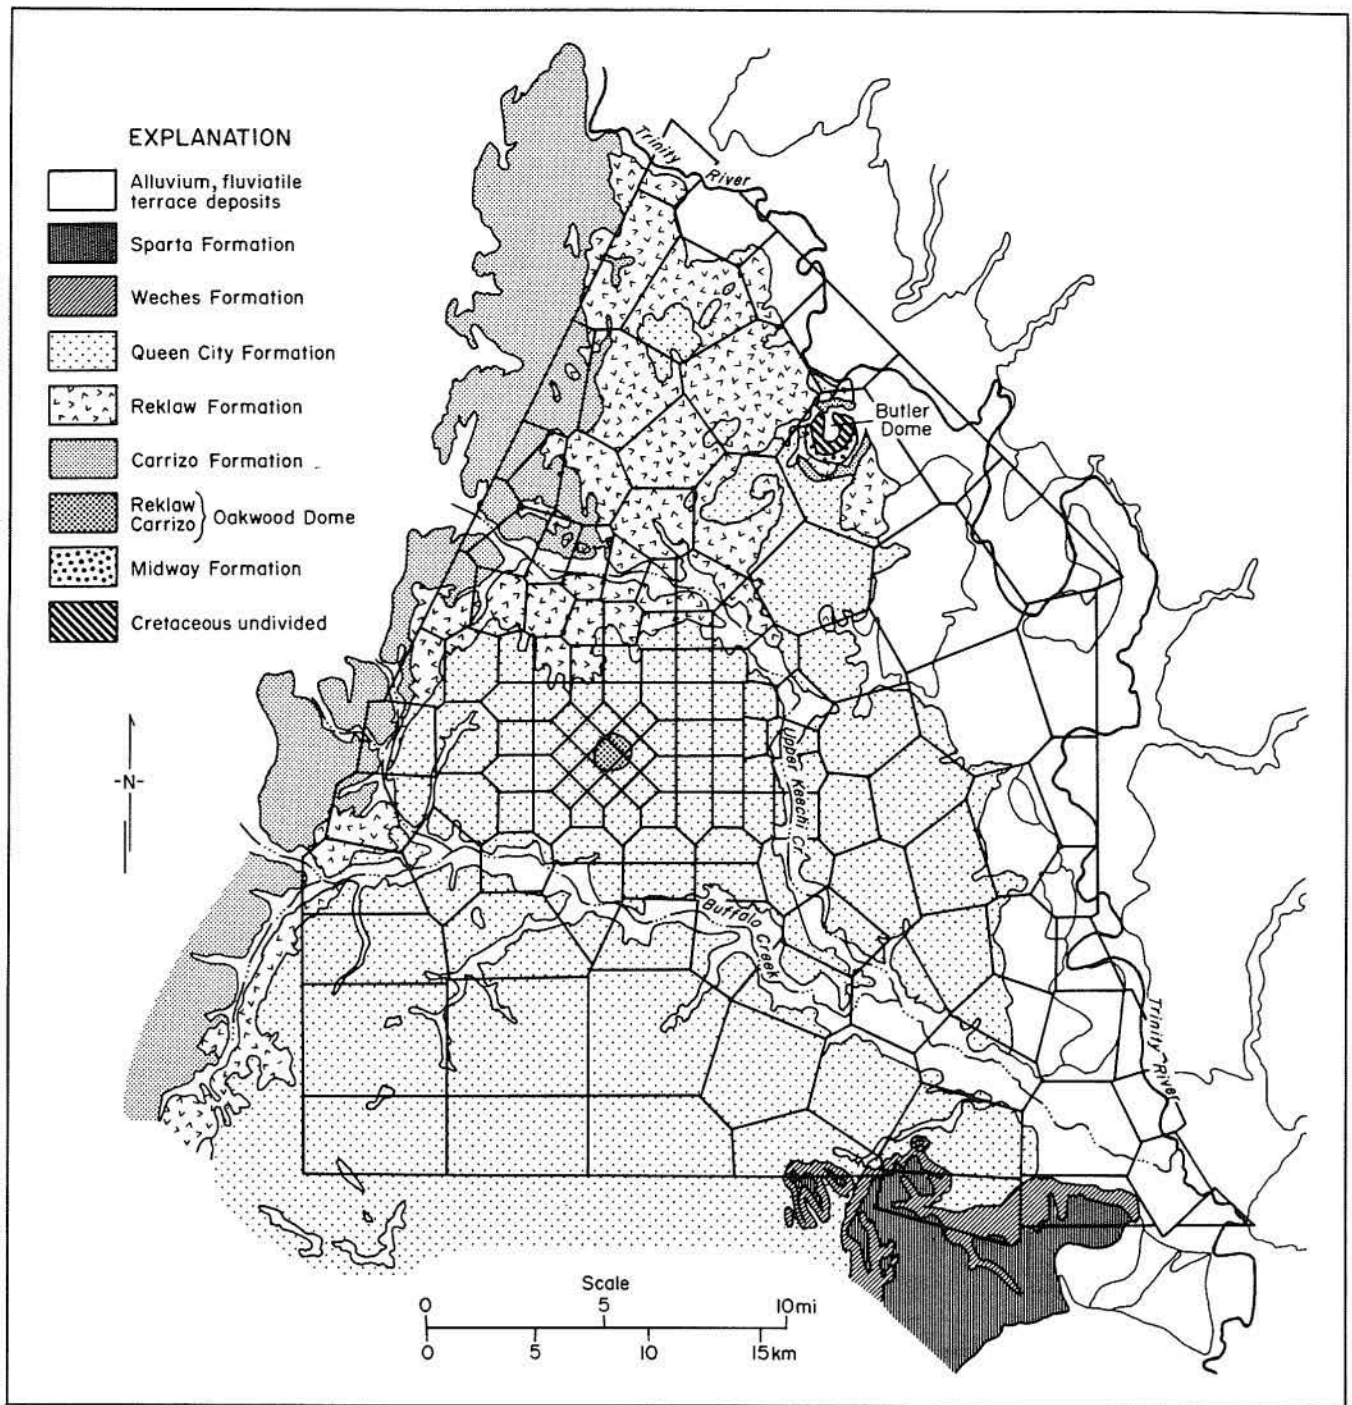 EXPLANATION
Alluvium, fluviatile
terrace deposits
Sparta Formation
Weches Formation
Queen City Formation
Reklaw Formation
Carrizo Formation
Reklaw
Carrizo } Oakwood Dome
Midway Formation
Cretaceous undivided
Trinity
River
Butler
Dome
-N-
Upper Keechi Cr.
Buffalo
Creek
Trinity River
Scale
0 5 10mi
0 5 10 15km